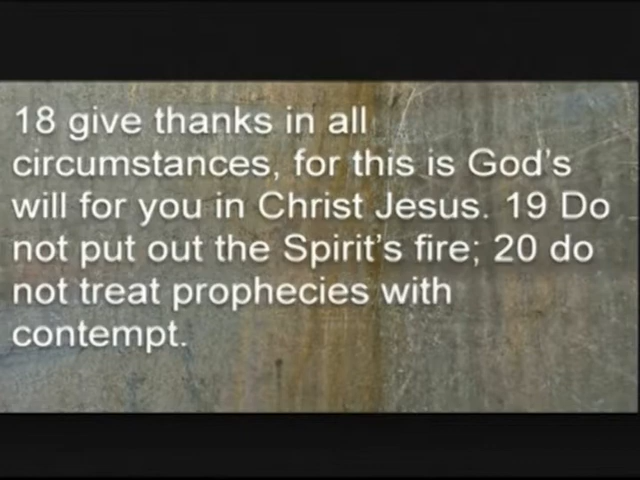 18 give thanks in all
circumstances, for this is God's
will for you in Christ Jesus. 19 Do
not put out the Spirit's fire; 20 do
not treat prophecies with
contempt.